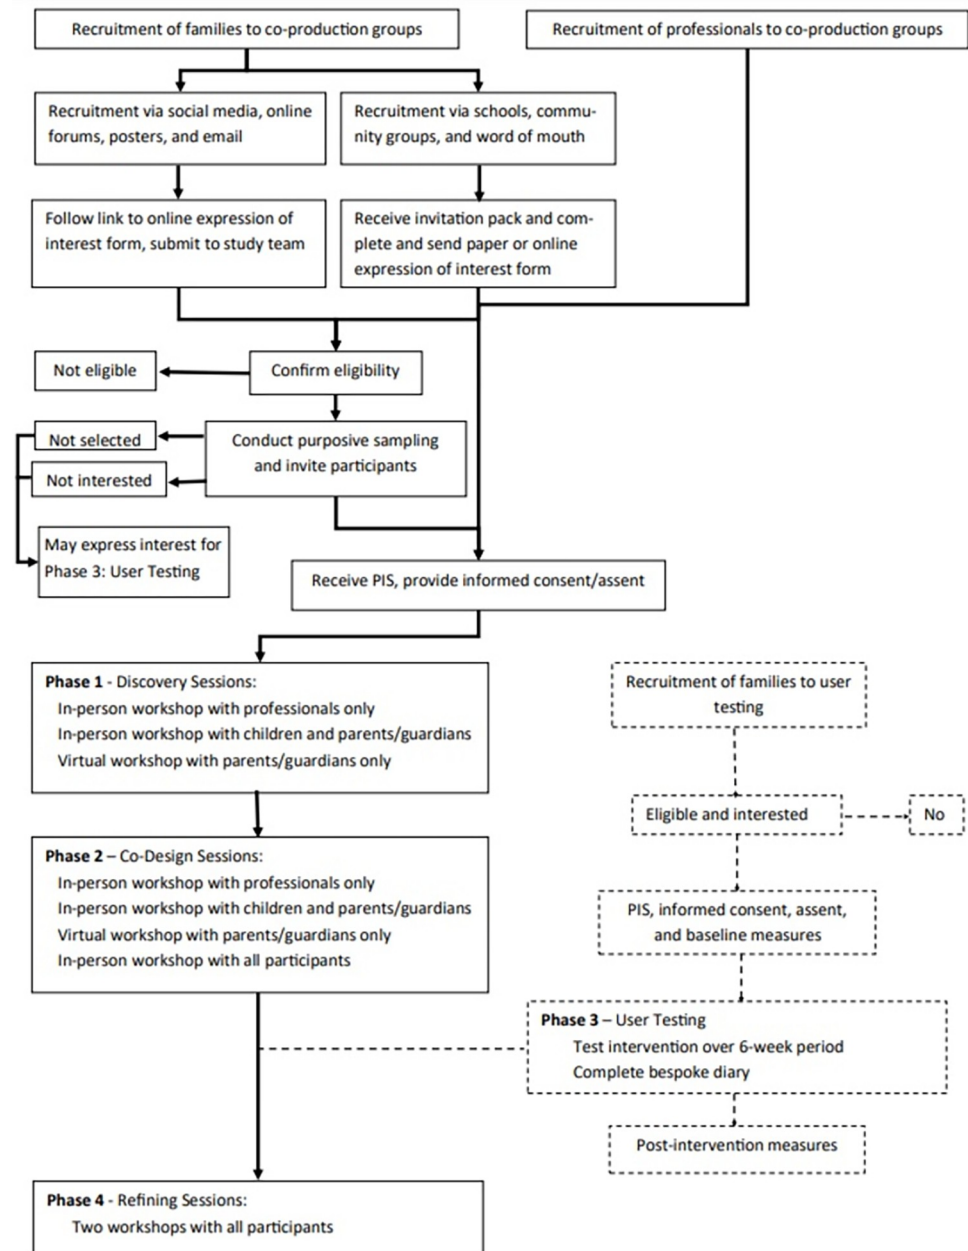 Recruitment of families to co-production groups
Recruitment of professionals to co-production groups
Recruitment via social media, online
forums, posters, and email
Recruitment via schools, commu-
nity groups, and word of mouth
Follow link to online expression of
interest form, submit to study team
Receive invitation pack and com-
plete and send paper or online
expression of interest form
Not eligible
Confirm eligibility
Not selected
Not interested
Conduct purposive sampling
and invite participants
May express interest for
Phase 3: User Testing
Receive PIS, provide informed consent/assent
Phase 1 - Discovery Sessions:
In-person workshop with professionals only
In-person workshop with children and parents/guardians
Virtual workshop with parents/guardians only
Recruitment of families to user
testing
Eligible and interested
No
Phase 2 – Co-Design Sessions:
In-person workshop with professionals only
In-person workshop with children and parents/guardians
Virtual workshop with parents/guardians only
In-person workshop with all participants
PIS, informed consent, assent,
and baseline measures
Phase 3 – User Testing
Test intervention over 6-week period
Complete bespoke diary
Post-intervention measures
Phase 4 - Refining Sessions:
Two workshops with all participants